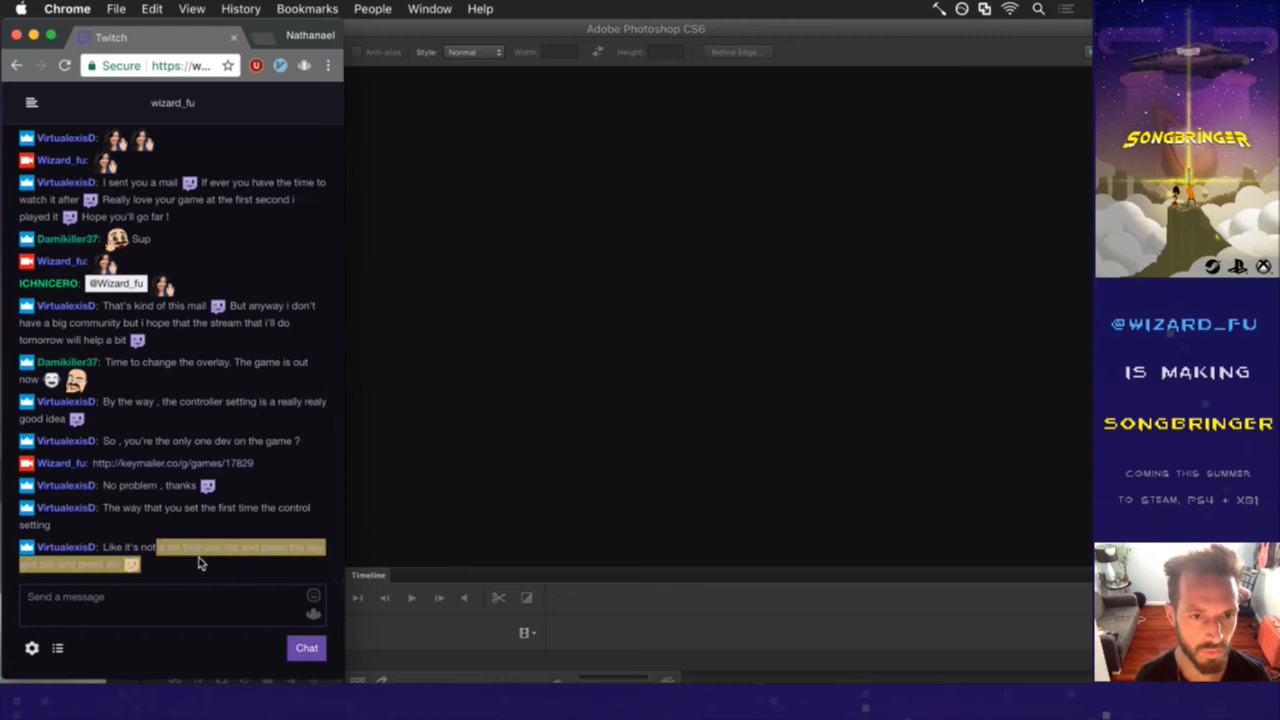 Chrome File Edit View History Bookmarks People Window Help
Twitch
Nathanael
Secure https://w...
Adobe Photoshop CS6
Anti-alias Style: Normal Width: Height: Refine Edge...
wizard_fu
VirtualexisD:
Wizard_fu:
VirtualexisD: I sent you a mail If ever you have the time to
watch it after Really love your game at the first second i
played it Hope you'll go far !
Damikiller37: Sup
Wizard_fu:
ICHNICERO: @Wizard_fu
VirtualexisD: That's kind of this mail But anyway i don't
have a big community but i hope that the stream that i'll do
tomorrow will help a bit
Damikiller37: Time to change the overlay. The game is out
now
VirtualexisD: By the way , the controller setting is a really realy
good idea
VirtualexisD: So , you're the only one dev on the game ?
Wizard_fu: http://keymailer.co/g/games/17829
VirtualexisD: No problem , thanks
VirtualexisD: The way that you set the first time the control
setting
VirtualexisD: Like it's not
Send a message
Chat
Timeline
SONGBRINGER
@WIZARD_FU
IS MAKING
SONGBRINGER
COMING THIS SUMMER
TO STEAM, PS4 + XB1